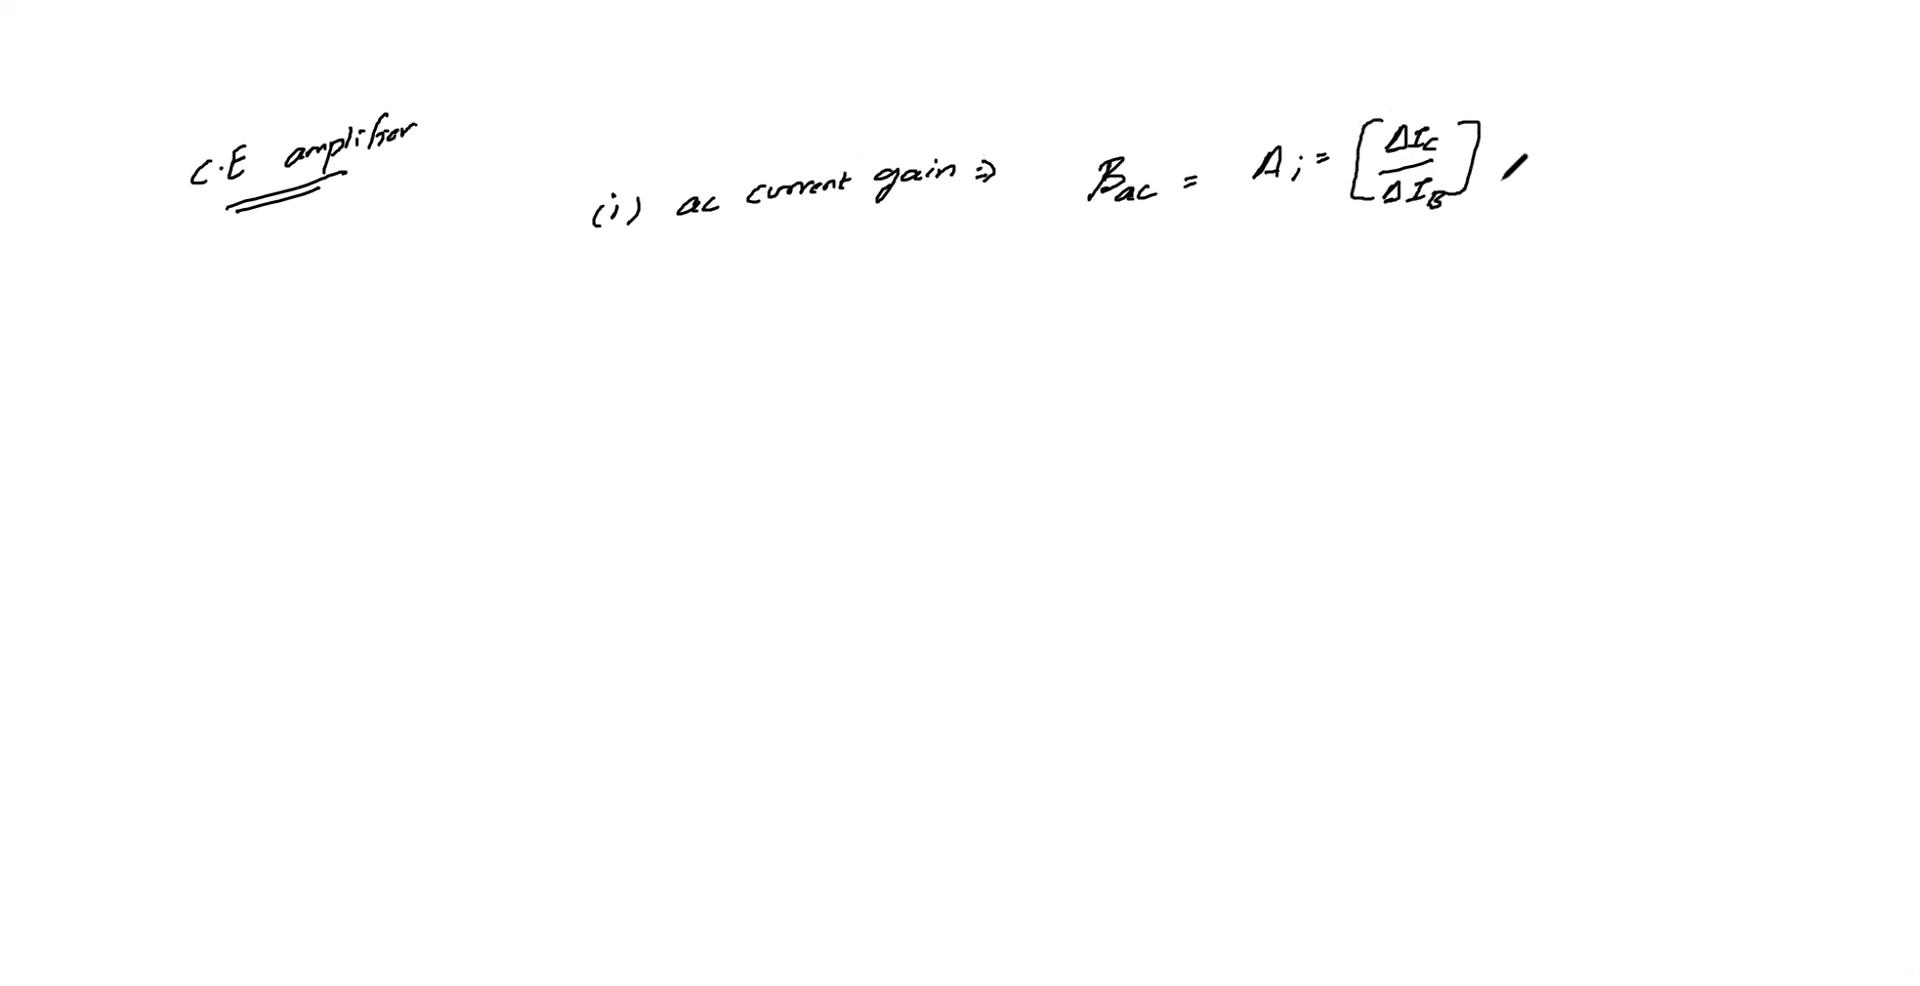 C.E amplifier
(i) ac current gain ⇒ βac = Ai = [ΔIC / ΔIB]